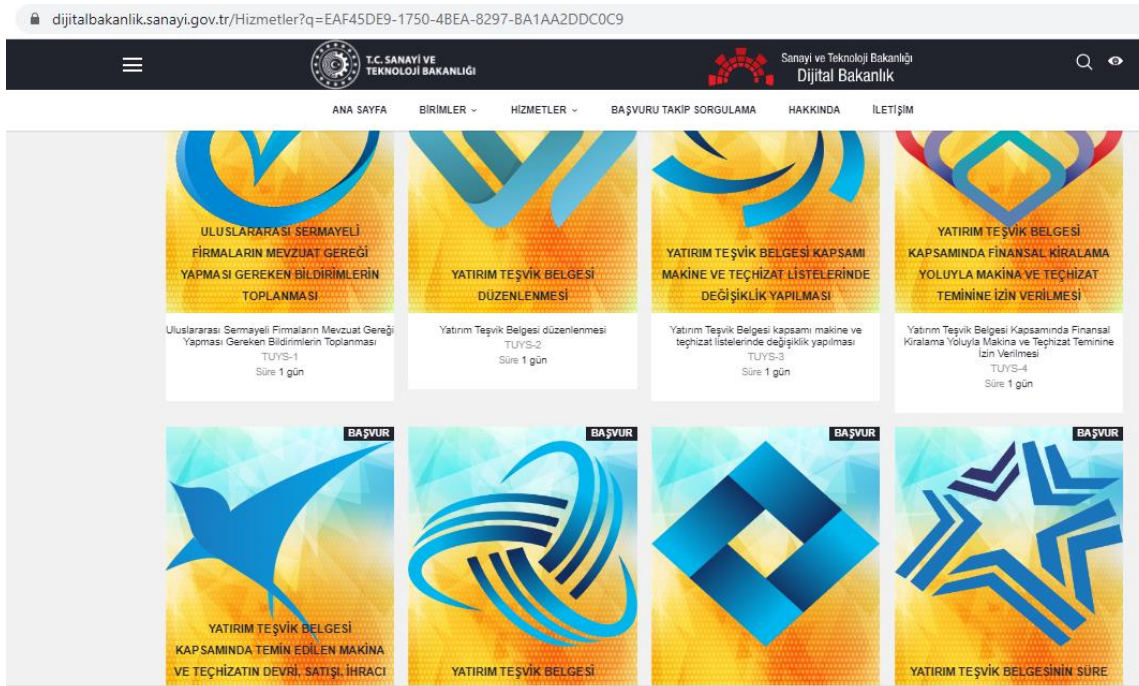 dijitalbakanlik.sanayi.gov.tr/Hizmetler?q=EAF45DE9-1750-4BEA-8297-BA1AA2DDC0C9
T.C. SANAYİ VE
TEKNOLOJİ BAKANLIĞI
Sanayi ve Teknoloji Bakanlığı
Dijital Bakanlık
ANA SAYFA BİRİMLER HİZMETLER BAŞVURU TAKİP SORGULAMA HAKKINDA İLETİŞİM
ULUSLARARASI SERMAYELİ
FİRMALARIN MEVZUAT GEREĞİ
YAPMASI GEREKEN BİLDİRİMLERİN
TOPLANMASI
Uluslararası Sermayeli Firmaların Mevzuat Gereği
Yapması Gereken Bildirimlerin Toplanması
TUYS-1
Süre 1 gün
YATIRIM TEŞVİK BELGESİ
DÜZENLENMESİ
Yatırım Teşvik Belgesi düzenlenmesi
TUYS-2
Süre 1 gün
YATIRIM TEŞVİK BELGESİ KAPSAMI
MAKİNE VE TEÇHİZAT LİSTELERİNDE
DEĞİŞİKLİK YAPILMASI
Yatırım Teşvik Belgesi kapsamı makine ve
teçhizat listelerinde değişiklik yapılması
TUYS-3
Süre 1 gün
YATIRIM TEŞVİK BELGESİ
KAPSAMINDA FİNANSAL KİRALAMA
YOLUYLA MAKİNA VE TEÇHİZAT
TEMİNİNE İZİN VERİLMESİ
Yatırım Teşvik Belgesi Kapsamında Finansal
Kiralama Yoluyla Makina ve Teçhizat Teminine
İzin Verilmesi
TUYS-4
Süre 1 gün
BAŞVUR
YATIRIM TEŞVİK BELGESİ
KAPSAMINDA TEMİN EDİLEN MAKİNA
VE TEÇHİZATIN DEVRİ, SATIŞI, İHRACI
BAŞVUR
YATIRIM TEŞVİK BELGESİ
BAŞVUR
BAŞVUR
YATIRIM TEŞVİK BELGESİNİN SÜRE